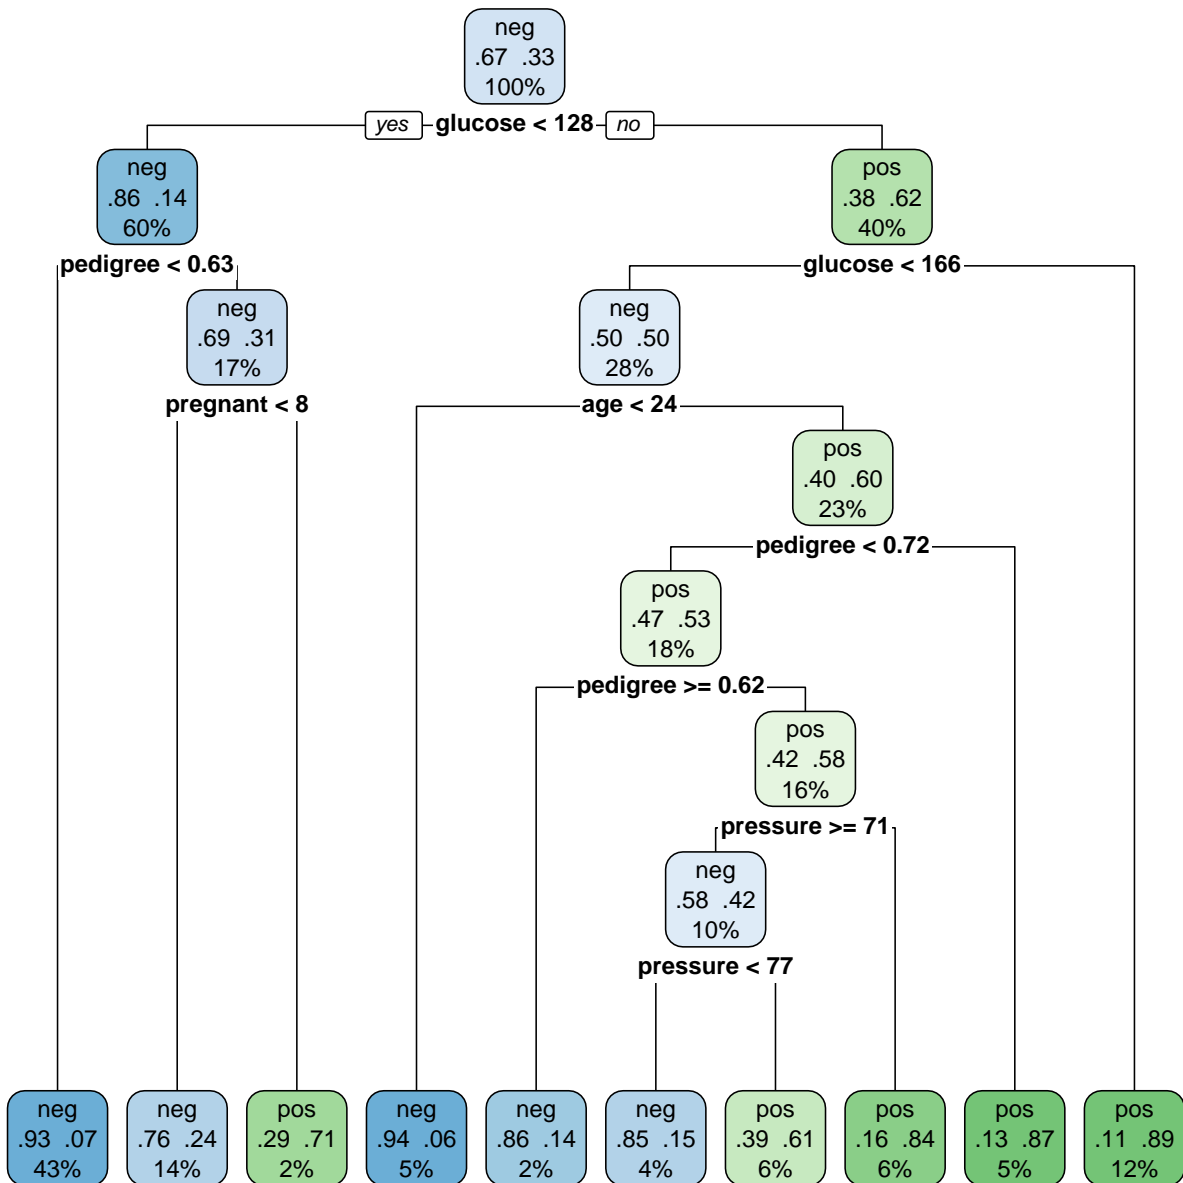 neg
.67 .33
100%
yes glucose < 128 no
neg
.86 .14
60%
pos
.38 .62
40%
pedigree < 0.63
glucose < 166
neg
.69 .31
17%
neg
.50 .50
28%
pregnant < 8
age < 24
pos
.40 .60
23%
pedigree < 0.72
pos
.47 .53
18%
pedigree >= 0.62
pos
.42 .58
16%
pressure >= 71
neg
.58 .42
10%
pressure < 77
neg
.93 .07
43%
neg
.76 .24
14%
pos
.29 .71
2%
neg
.94 .06
5%
neg
.86 .14
2%
neg
.85 .15
4%
pos
.39 .61
6%
pos
.16 .84
6%
pos
.13 .87
5%
pos
.11 .89
12%